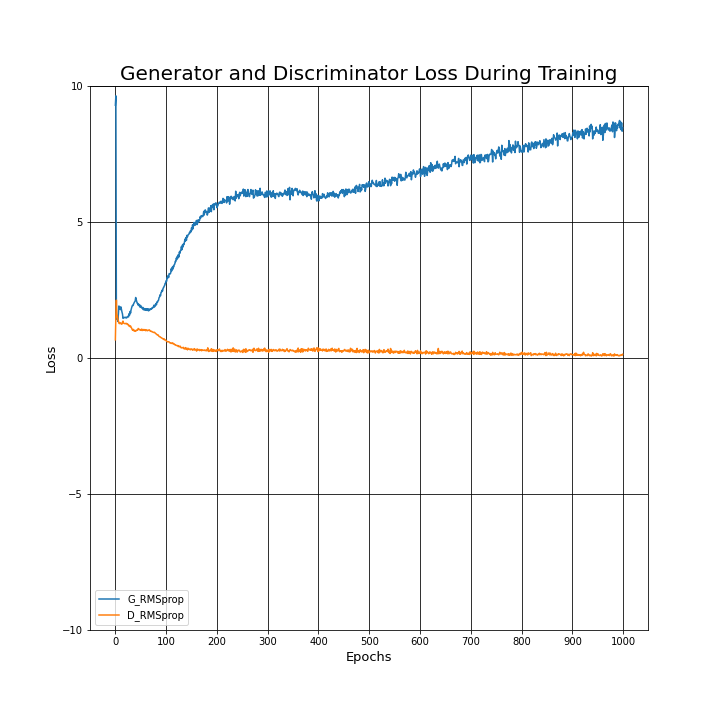 Generator and Discriminator Loss During Training
10
5
0
−5
−10
Loss
G_RMSprop
D_RMSprop
0 100 200 300 400 500 600 700 800 900 1000
Epochs